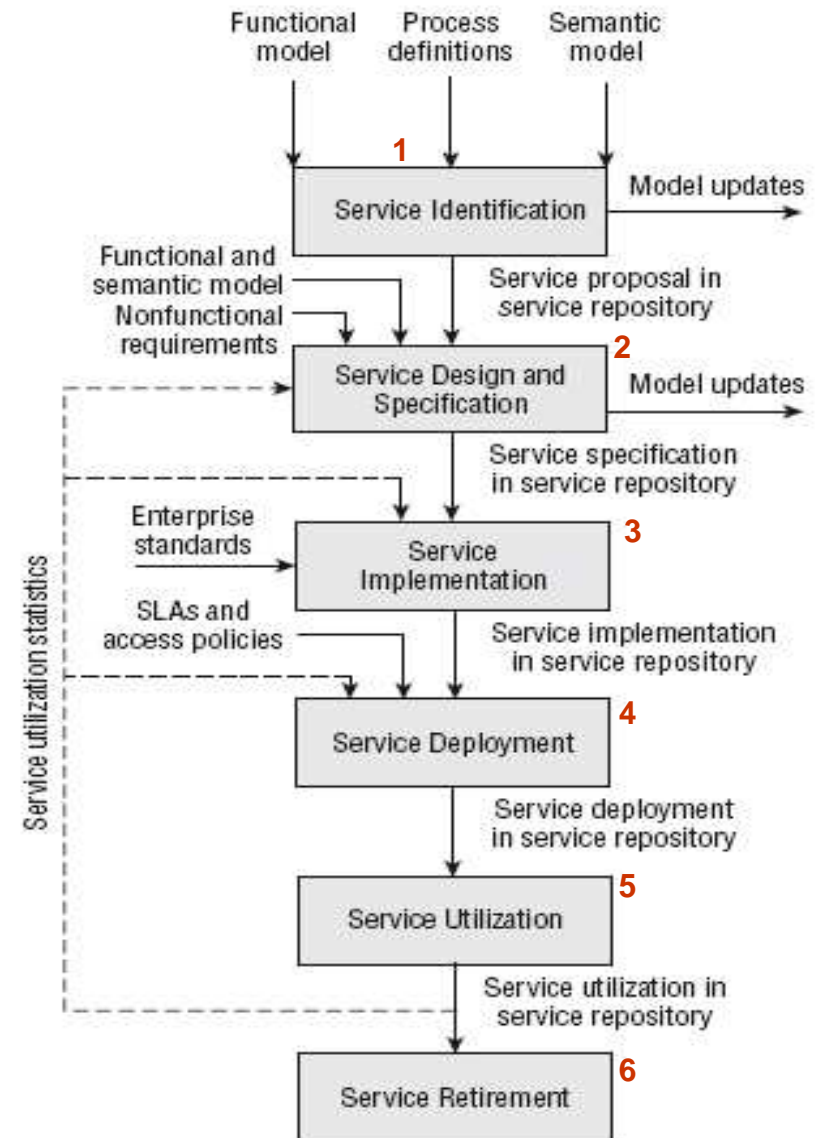 Functional
model
Process
definitions
Semantic
model
1
Service Identification
Model updates
Functional and
semantic model
Nonfunctional
requirements
Service proposal in
service repository
2
Service Design and
Specification
Model updates
Service specification
in service repository
Enterprise
standards
3
Service
Implementation
SLAs and
access policies
Service implementation
in service repository
Service utilization statistics
4
Service Deployment
Service deployment
in service repository
5
Service Utilization
Service utilization in
service repository
6
Service Retirement